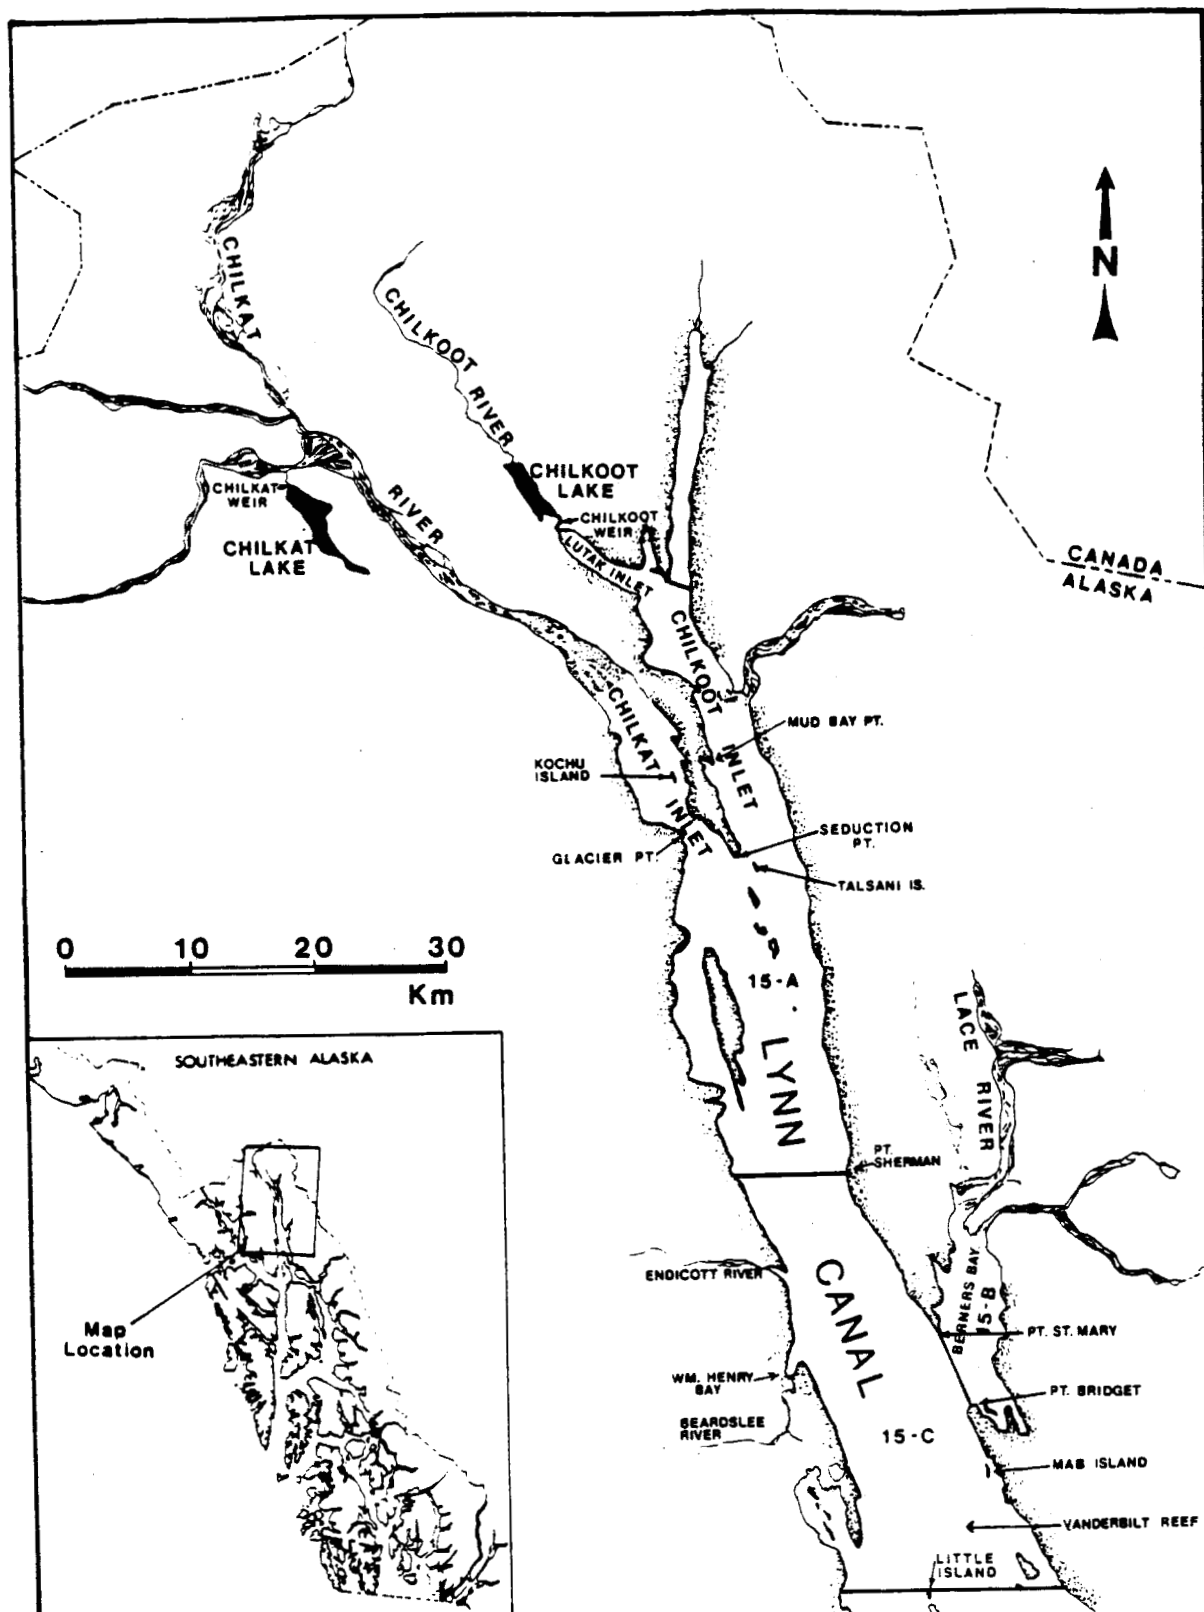 CHILKAT
RIVER
CHILKOOT RIVER
N
CHILKOOT
LAKE
CHILKAT
WEIR
CHILKOOT
WEIR
CHILKAT
LAKE
LUTAK INLET
CANADA
ALASKA
CHILKOOT INLET
CHILKAT INLET
MUD BAY PT.
KOCHU
ISLAND
SEDUCTION
PT.
GLACIER PT.
TALSANI IS.
0 10 20 30
Km
15-A
LYNN
CANAL
LACE
RIVER
SOUTHEASTERN ALASKA
Map
Location
PT.
SHERMAN
ENDICOTT RIVER
BERNERS BAY
15-B
PT. ST. MARY
WM. HENRY
BAY
PT. BRIDGET
BEARDSLEE
RIVER
15-C
MAB ISLAND
VANDERBILT REEF
LITTLE
ISLAND